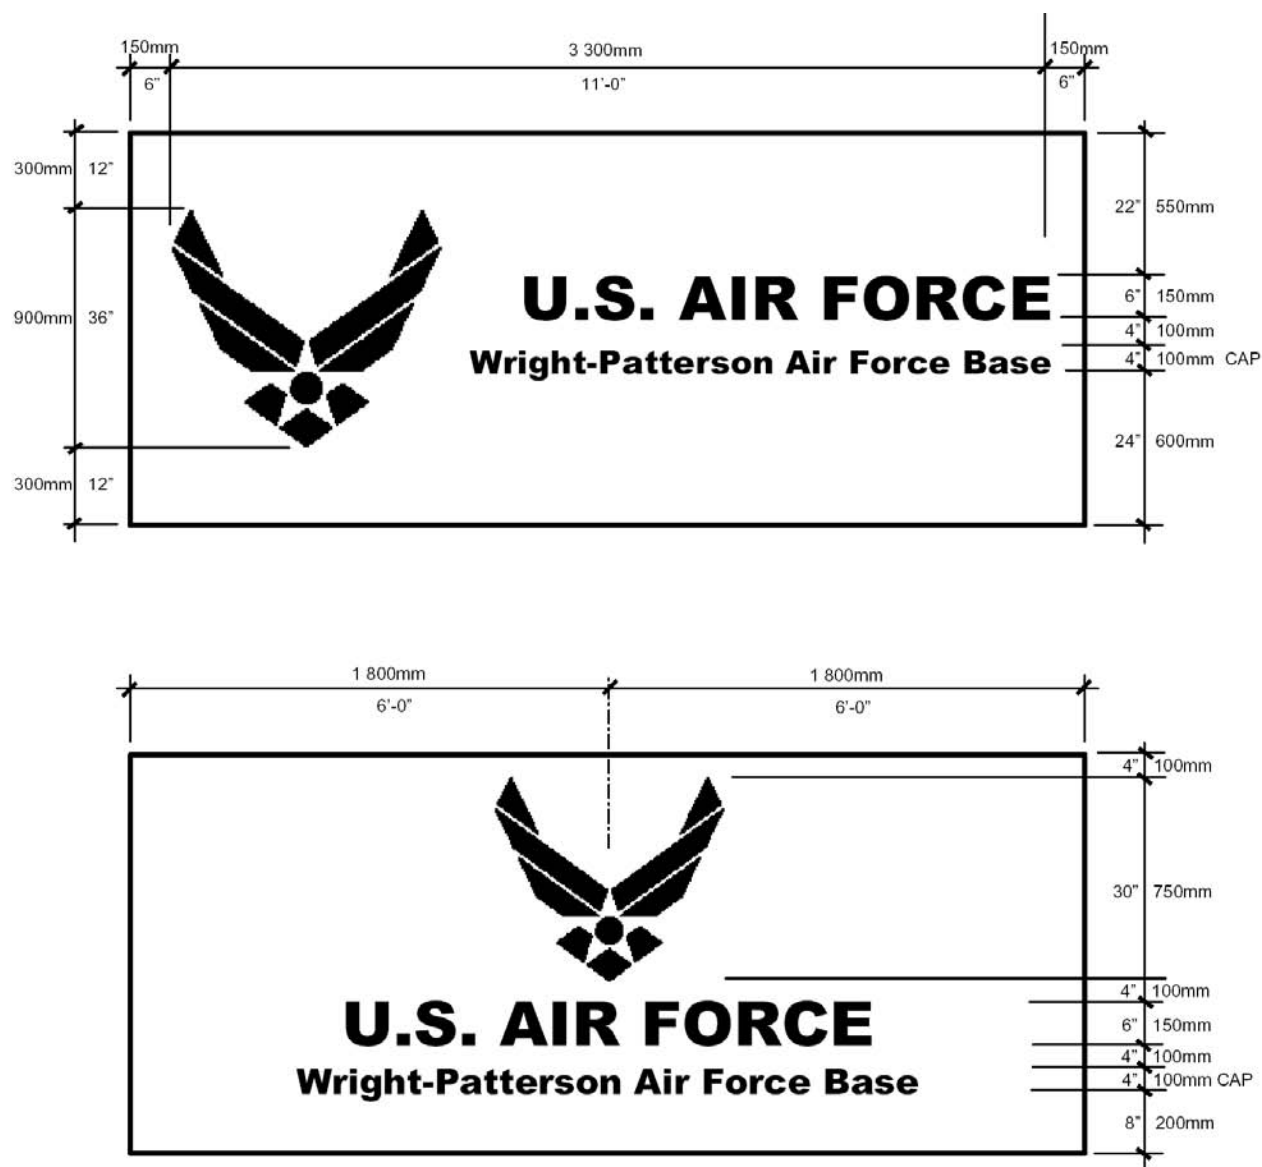 150mm 3 300mm 150mm
6" 11'-0" 6"
300mm 12"
22" 550mm
U.S. AIR FORCE
6" 150mm
900mm 36"
4" 100mm
Wright-Patterson Air Force Base
4" 100mm CAP
24" 600mm
300mm 12"
1 800mm 1 800mm
6'-0" 6'-0"
4" 100mm
30" 750mm
4" 100mm
U.S. AIR FORCE
6" 150mm
4" 100mm
Wright-Patterson Air Force Base
4" 100mm CAP
8" 200mm